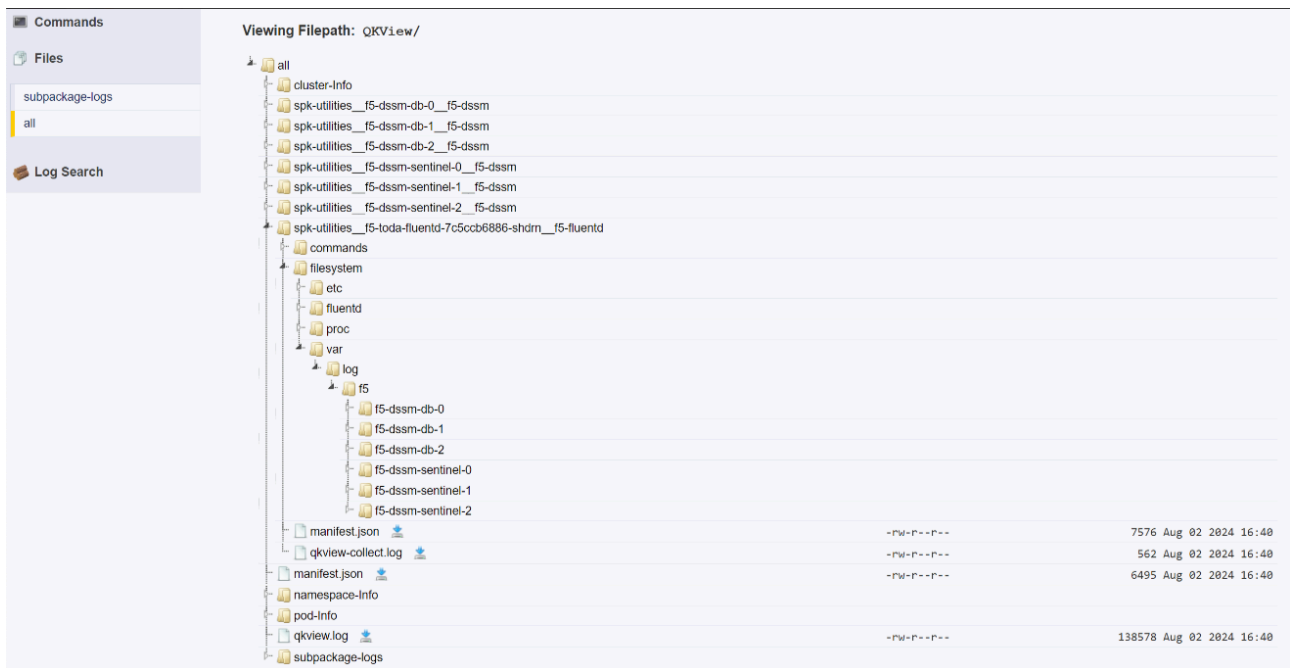 Commands
Files
subpackage-logs
all
Log Search
Viewing Filepath: QKView/
all
cluster-Info
spk-utilities__f5-dssm-db-0__f5-dssm
spk-utilities__f5-dssm-db-1__f5-dssm
spk-utilities__f5-dssm-db-2__f5-dssm
spk-utilities__f5-dssm-sentinel-0__f5-dssm
spk-utilities__f5-dssm-sentinel-1__f5-dssm
spk-utilities__f5-dssm-sentinel-2__f5-dssm
spk-utilities__f5-toda-fluentd-7c5ccb6886-shdrn__f5-fluentd
commands
filesystem
etc
fluentd
proc
var
log
f5
f5-dssm-db-0
f5-dssm-db-1
f5-dssm-db-2
f5-dssm-sentinel-0
f5-dssm-sentinel-1
f5-dssm-sentinel-2
manifest.json -rw-r--r-- 7576 Aug 02 2024 16:40
qkview-collect.log -rw-r--r-- 562 Aug 02 2024 16:40
manifest.json -rw-r--r-- 6495 Aug 02 2024 16:40
namespace-Info
pod-Info
qkview.log -rw-r--r-- 138578 Aug 02 2024 16:40
subpackage-logs